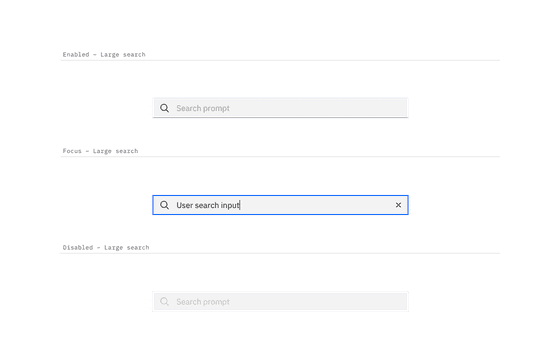 Enabled – Large search
Search prompt
Focus – Large search
User search input
Disabled – Large search
Search prompt